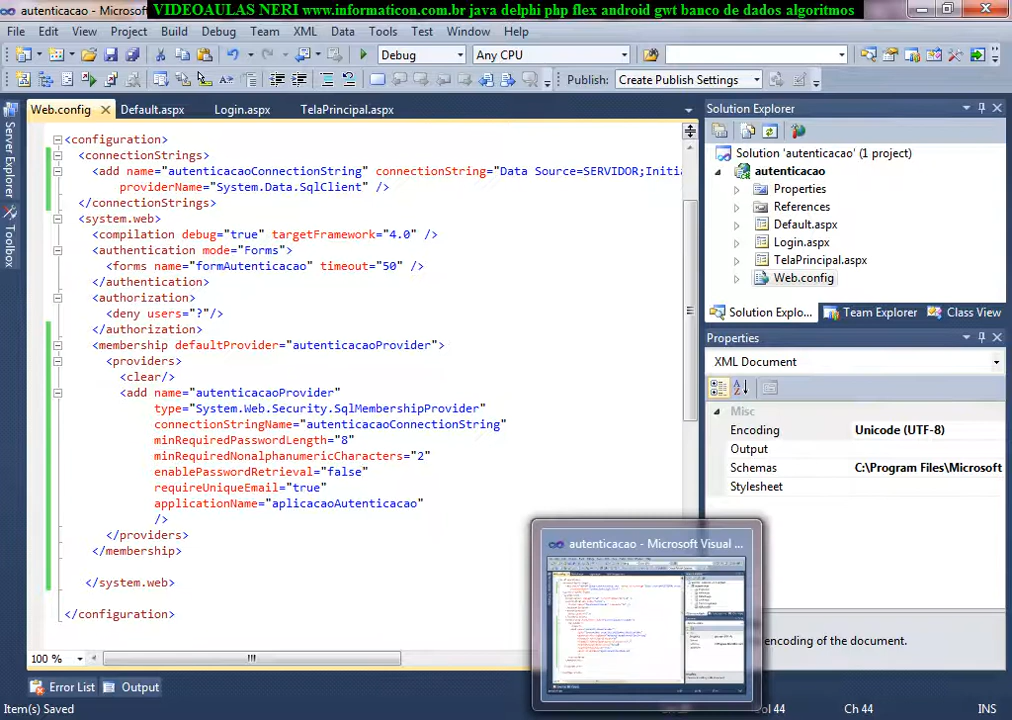 autenticacao - Microsof
VIDEOAULAS NERI www.informaticon.com.br java delphi php flex android gwt banco de dados algoritmos
File Edit View Project Build Debug Team XML Data Tools Test Window Help
Debug Any CPU
Publish: Create Publish Settings
Web.config Default.aspx Login.aspx TelaPrincipal.aspx
Server Explorer
Toolbox
<configuration>
<connectionStrings>
<add name="autenticacaoConnectionString" connectionString="Data Source=SERVIDOR;Initia
providerName="System.Data.SqlClient" />
</connectionStrings>
<system.web>
<compilation debug="true" targetFramework="4.0" />
<authentication mode="Forms">
<forms name="formAutenticacao" timeout="50" />
</authentication>
<authorization>
<deny users="?"/>
</authorization>
<membership defaultProvider="autenticacaoProvider">
<providers>
<clear/>
<add name="autenticacaoProvider"
type="System.Web.Security.SqlMembershipProvider"
connectionStringName="autenticacaoConnectionString"
minRequiredPasswordLength="8"
minRequiredNonalphanumericCharacters="2"
enablePasswordRetrieval="false"
requireUniqueEmail="true"
applicationName="aplicacaoAutenticacao"
/>
</providers>
</membership>
</system.web>
</configuration>
100 %
Solution Explorer
Solution 'autenticacao' (1 project)
autenticacao
Properties
References
Default.aspx
Login.aspx
TelaPrincipal.aspx
Web.config
Solution Explo... Team Explorer Class View
Properties
XML Document
Misc
Encoding Unicode (UTF-8)
Output
Schemas C:\Program Files\Microsoft
Stylesheet
encoding of the document.
autenticacao - Microsoft Visual ...
Error List Output
Item(s) Saved Col 44 Ch 44 INS